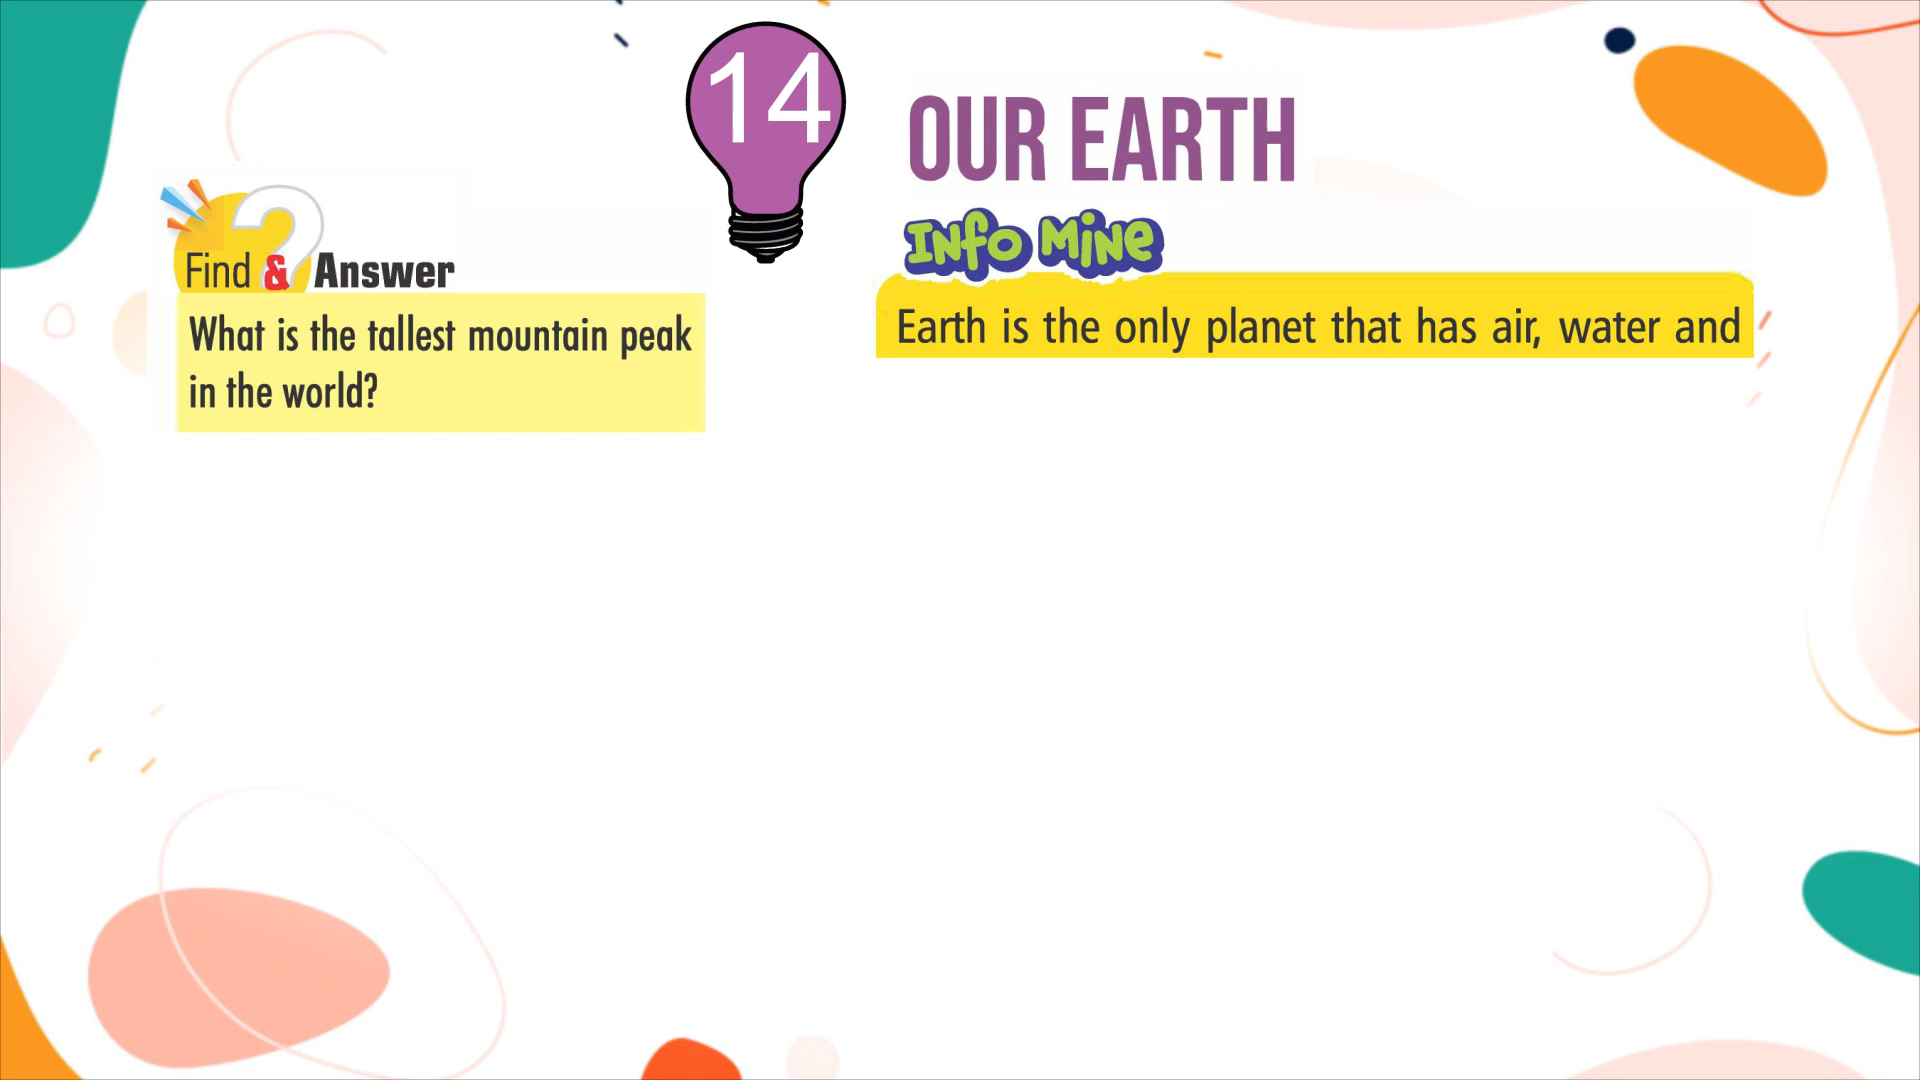 14
OUR EARTH
Find & Answer
What is the tallest mountain peak
in the world?
Info Mine
Earth is the only planet that has air, water and